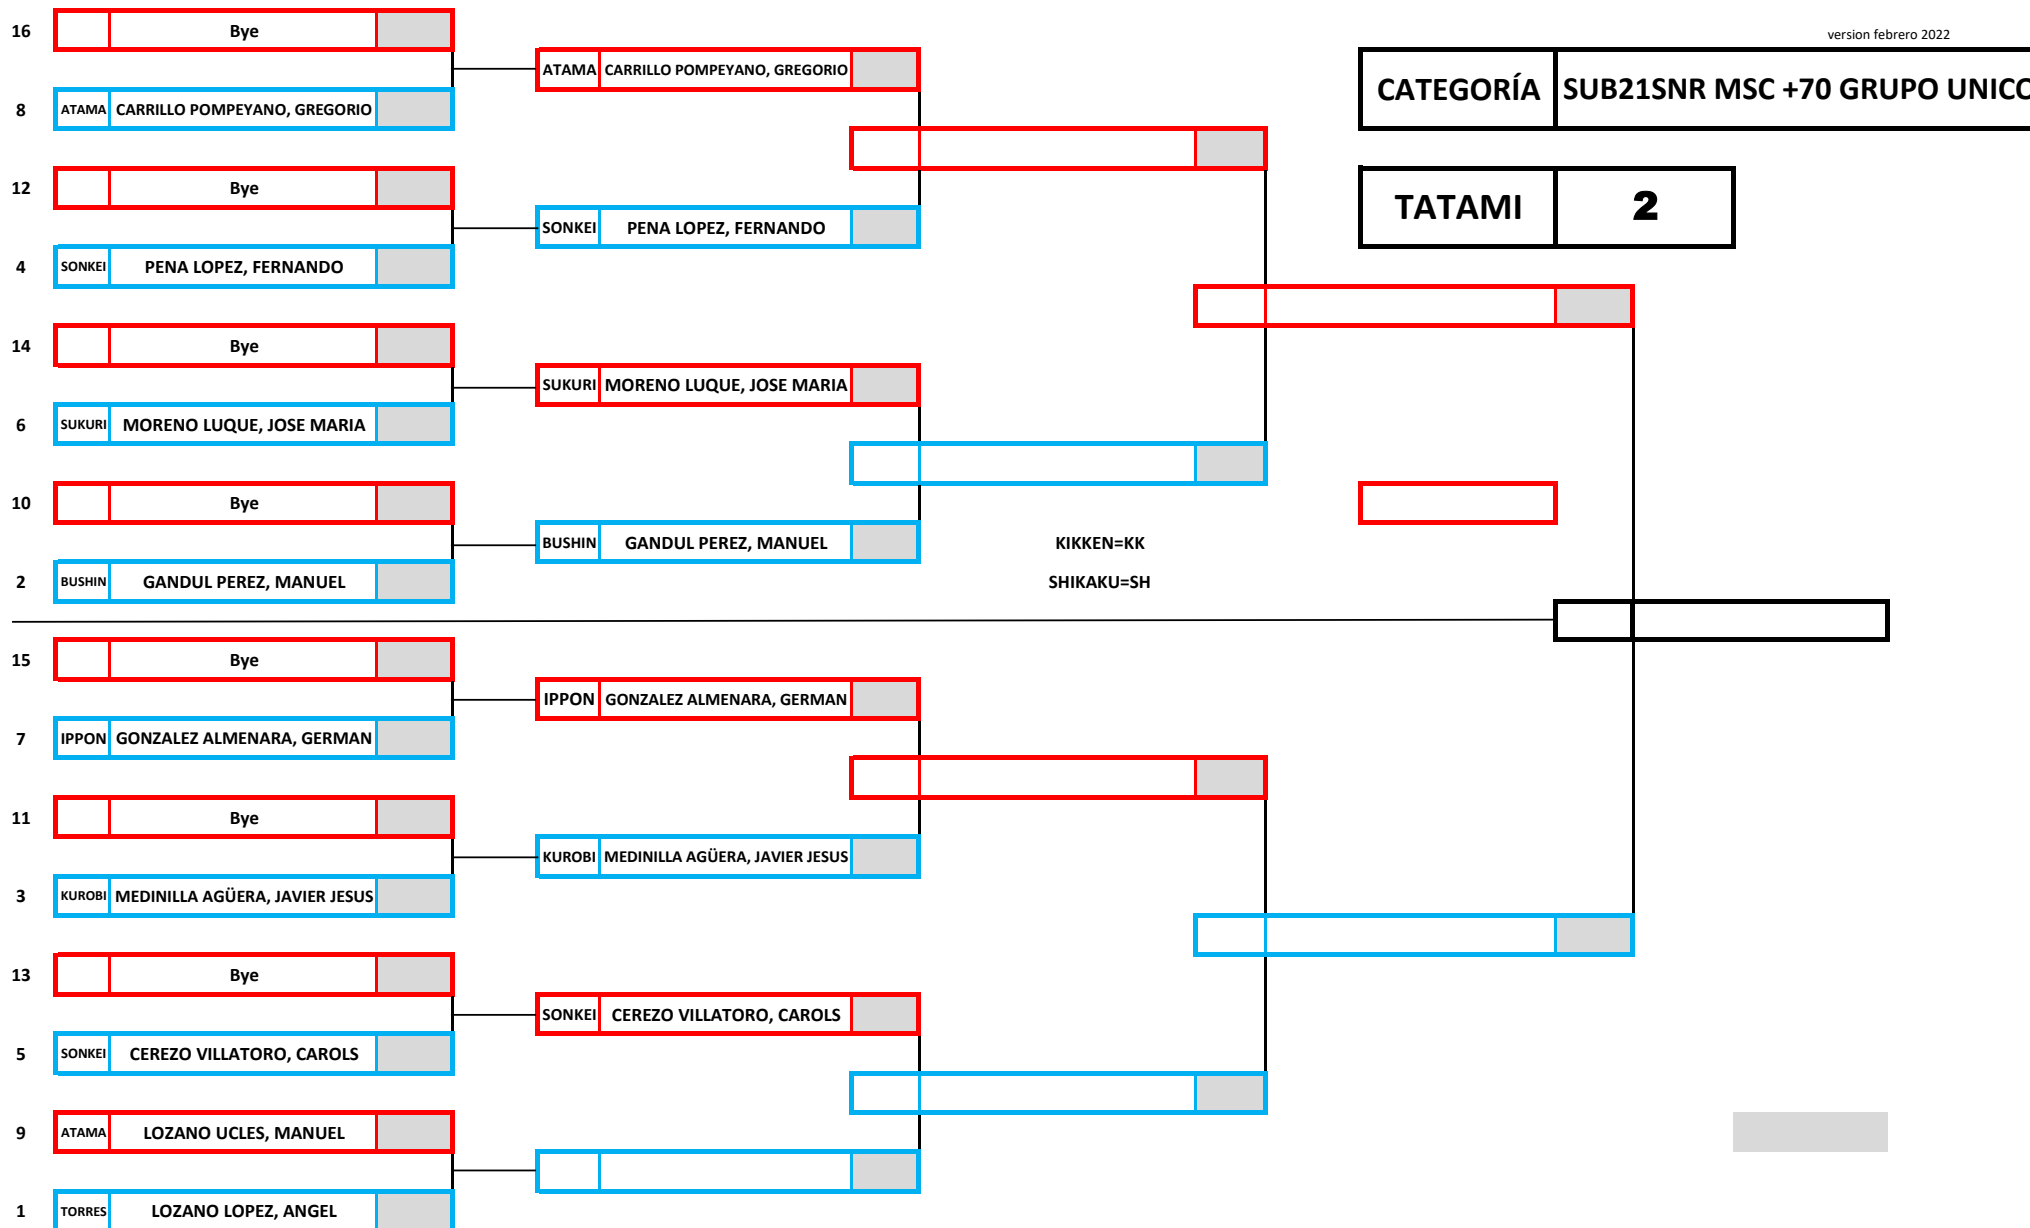 version febrero 2022
CATEGORÍA SUB21SNR MSC +70 GRUPO UNICO
TATAMI 2
16 Bye
ATAMA CARRILLO POMPEYANO, GREGORIO
8 ATAMA CARRILLO POMPEYANO, GREGORIO
12 Bye
SONKEI PENA LOPEZ, FERNANDO
4 SONKEI PENA LOPEZ, FERNANDO
14 Bye
SUKURI MORENO LUQUE, JOSE MARIA
6 SUKURI MORENO LUQUE, JOSE MARIA
10 Bye
BUSHIN GANDUL PEREZ, MANUEL
KIKKEN=KK
2 BUSHIN GANDUL PEREZ, MANUEL
SHIKAKU=SH
15 Bye
IPPON GONZALEZ ALMENARA, GERMAN
7 IPPON GONZALEZ ALMENARA, GERMAN
11 Bye
KUROBI MEDINILLA AGÜERA, JAVIER JESUS
3 KUROBI MEDINILLA AGÜERA, JAVIER JESUS
13 Bye
SONKEI CEREZO VILLATORO, CAROLS
5 SONKEI CEREZO VILLATORO, CAROLS
9 ATAMA LOZANO UCLES, MANUEL
1 TORRES LOZANO LOPEZ, ANGEL